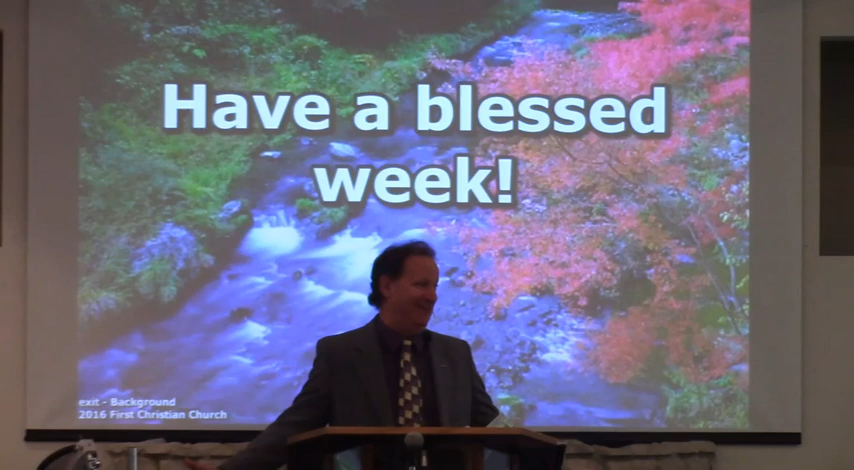 Have a blessed
week!
exit - Background
2016 First Christian Church